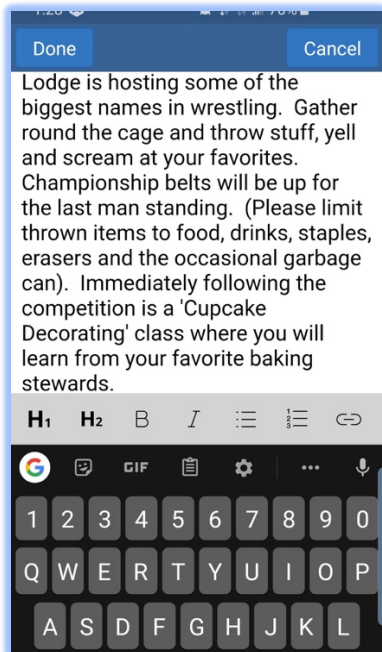 Done Cancel
Lodge is hosting some of the
biggest names in wrestling.  Gather
round the cage and throw stuff, yell
and scream at your favorites.
Championship belts will be up for
the last man standing.  (Please limit
thrown items to food, drinks, staples,
erasers and the occasional garbage
can).  Immediately following the
competition is a 'Cupcake
Decorating' class where you will
learn from your favorite baking
stewards.
H1 H2 B I
G GIF ...
1 2 3 4 5 6 7 8 9 0
Q W E R T Y U I O P
A S D F G H J K L